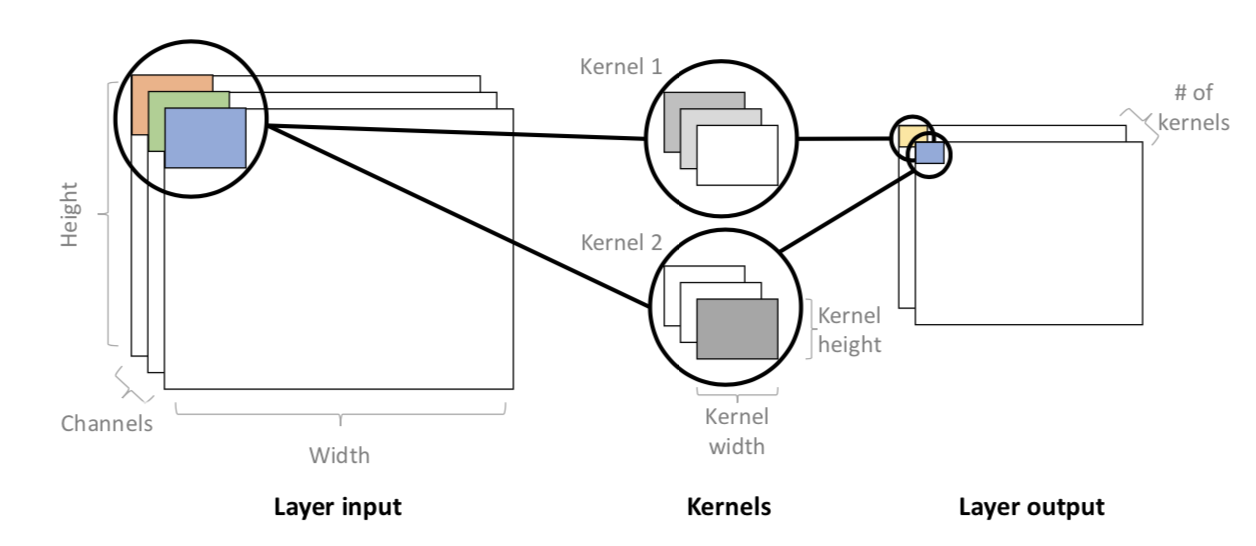 Kernel 1
# of
kernels
Height
Kernel 2
Kernel
height
Channels
Width
Kernel
width
Layer input
Kernels
Layer output